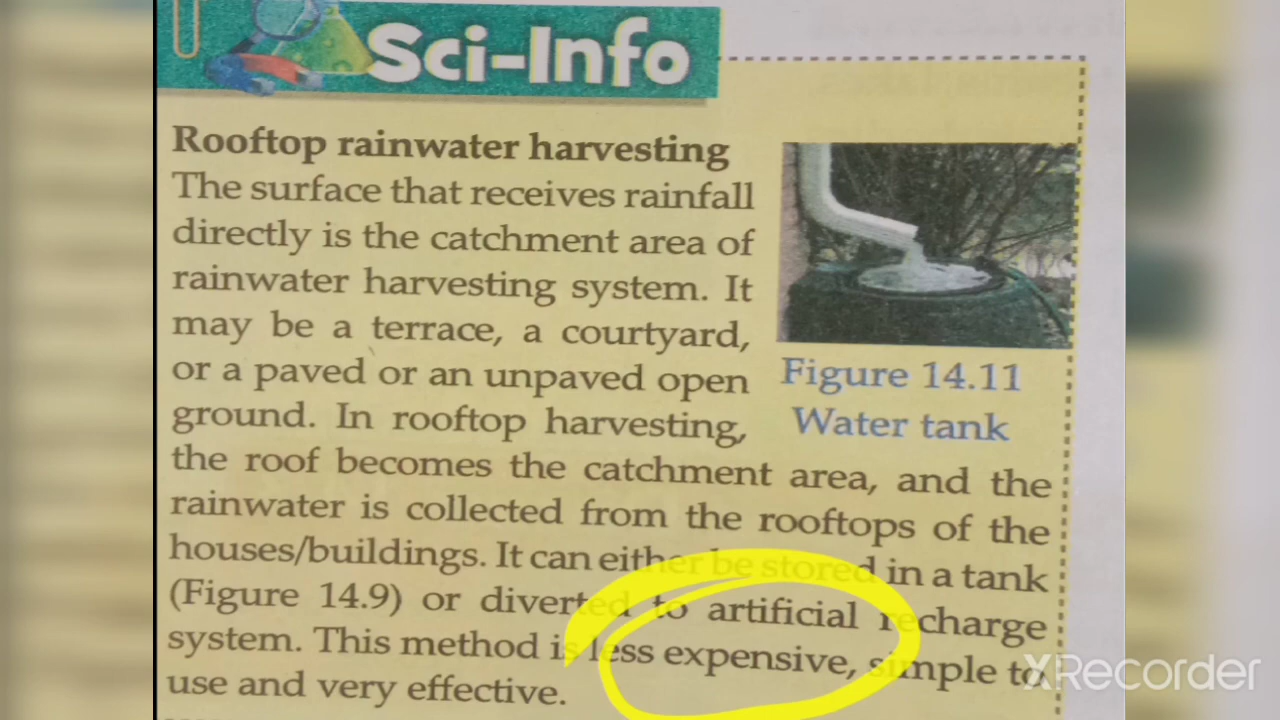 Sci-Info
Rooftop rainwater harvesting
The surface that receives rainfall
directly is the catchment area of
rainwater harvesting system. It
may be a terrace, a courtyard,
or a paved or an unpaved open
ground. In rooftop harvesting,
the roof becomes the catchment area, and the
rainwater is collected from the rooftops of the
houses/buildings. It can either be stored in a tank
(Figure 14.9) or diverted to artificial recharge
system. This method is less expensive, simple to
use and very effective.
Figure 14.11
Water tank
XRecorder